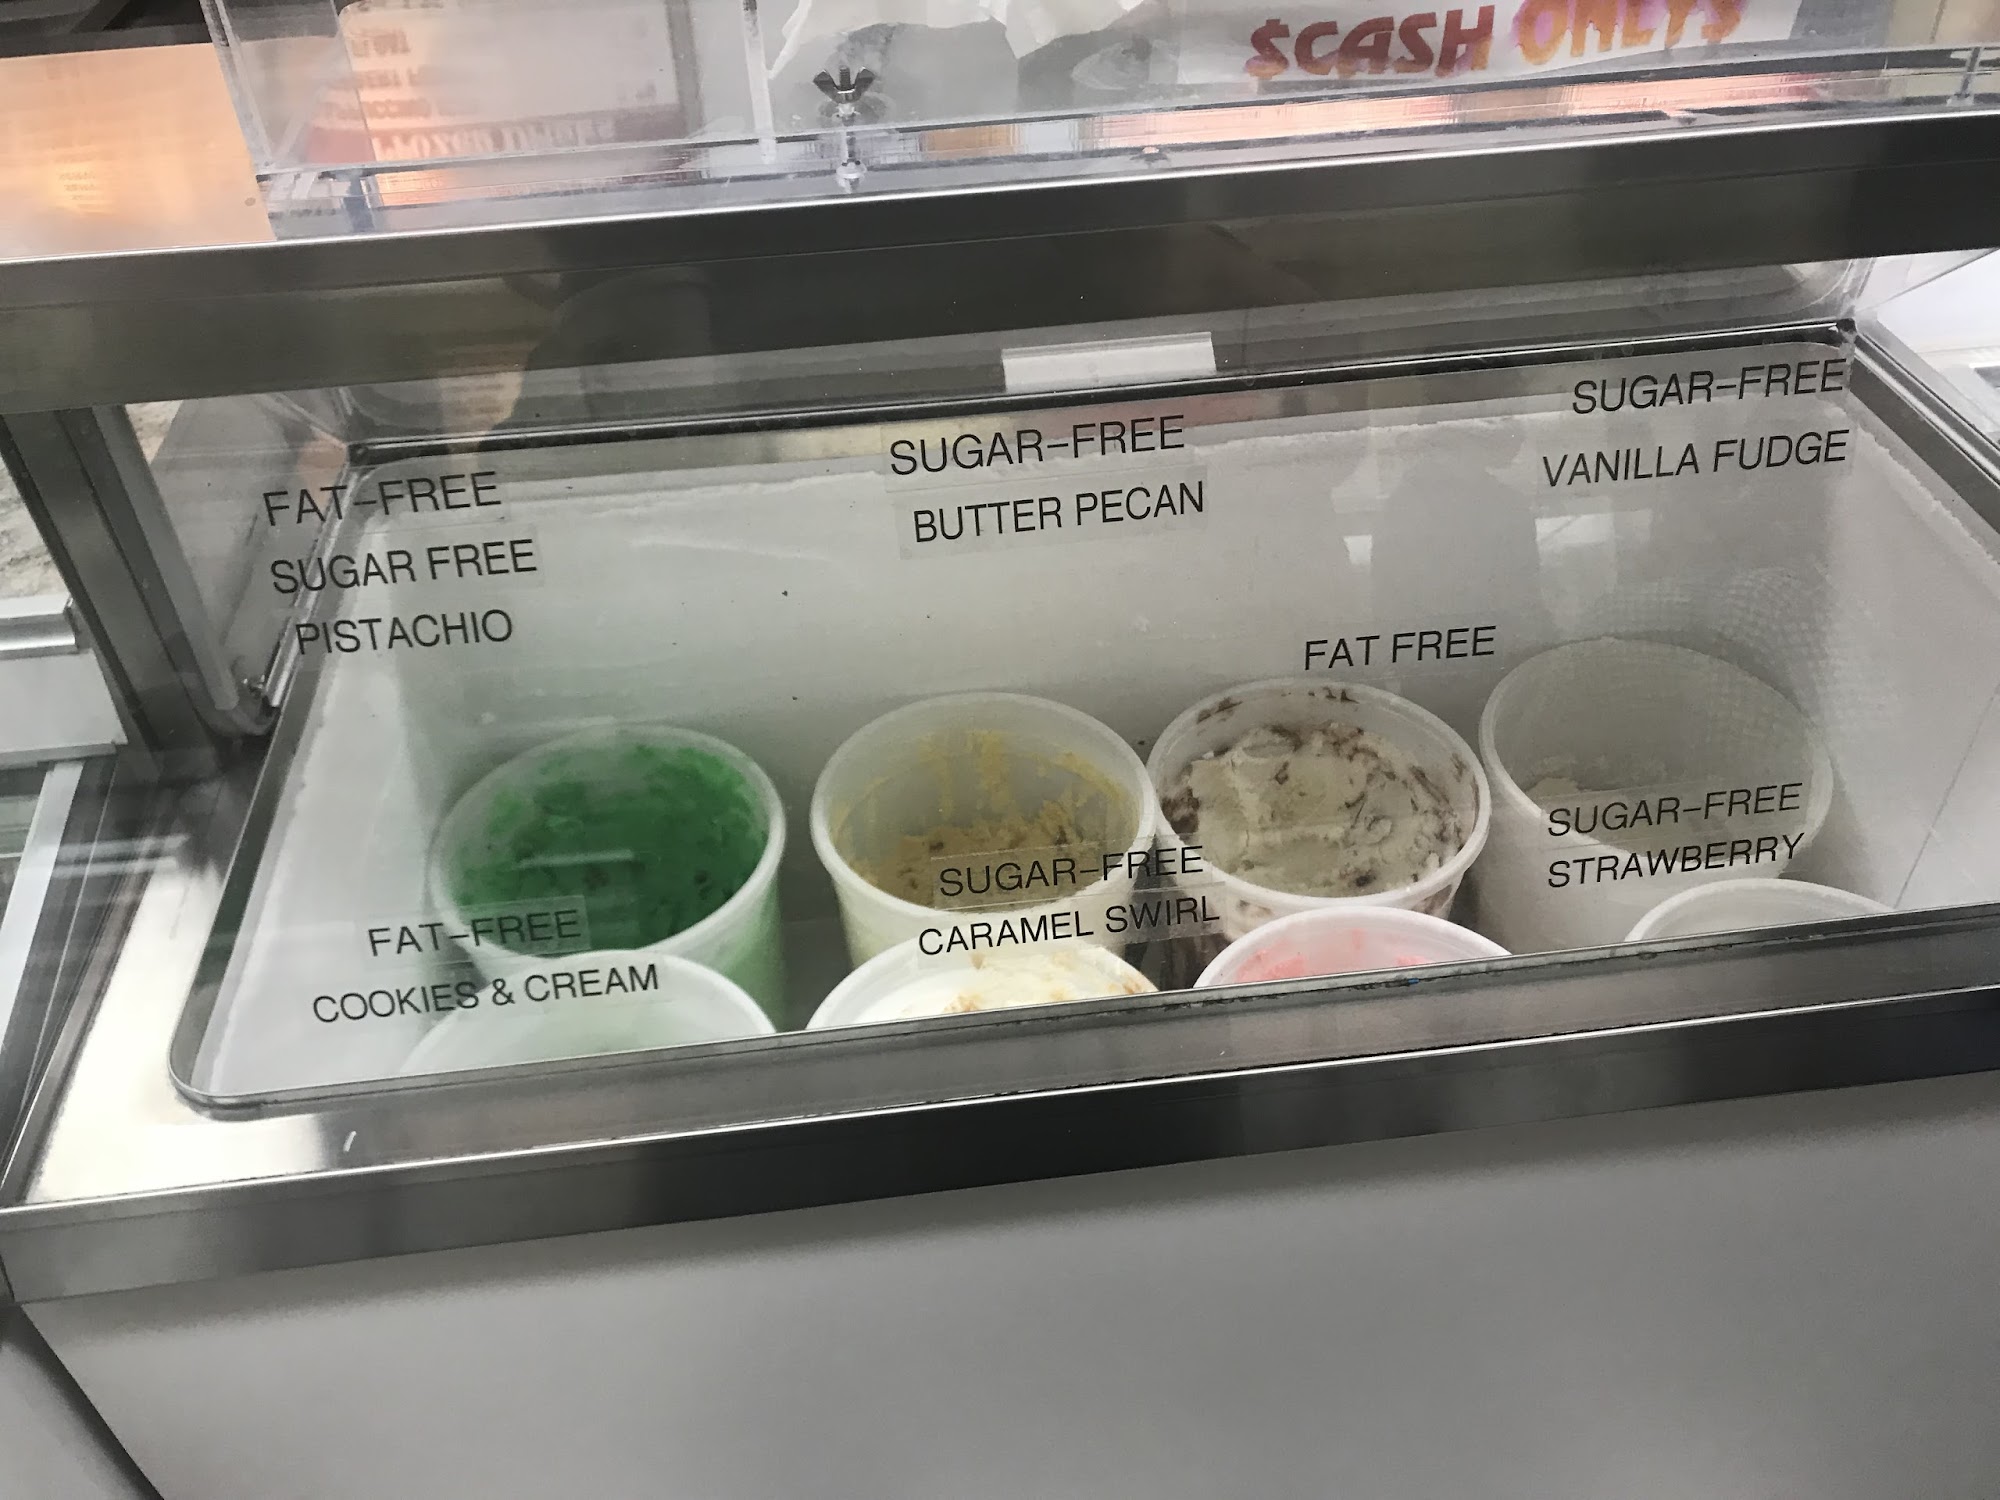 $CASH ONLY$
SUGAR-FREE
VANILLA FUDGE
SUGAR-FREE
BUTTER PECAN
FAT-FREE
SUGAR FREE
PISTACHIO
FAT FREE
SUGAR-FREE
STRAWBERRY
SUGAR-FREE
CARAMEL SWIRL
FAT-FREE
COOKIES & CREAM